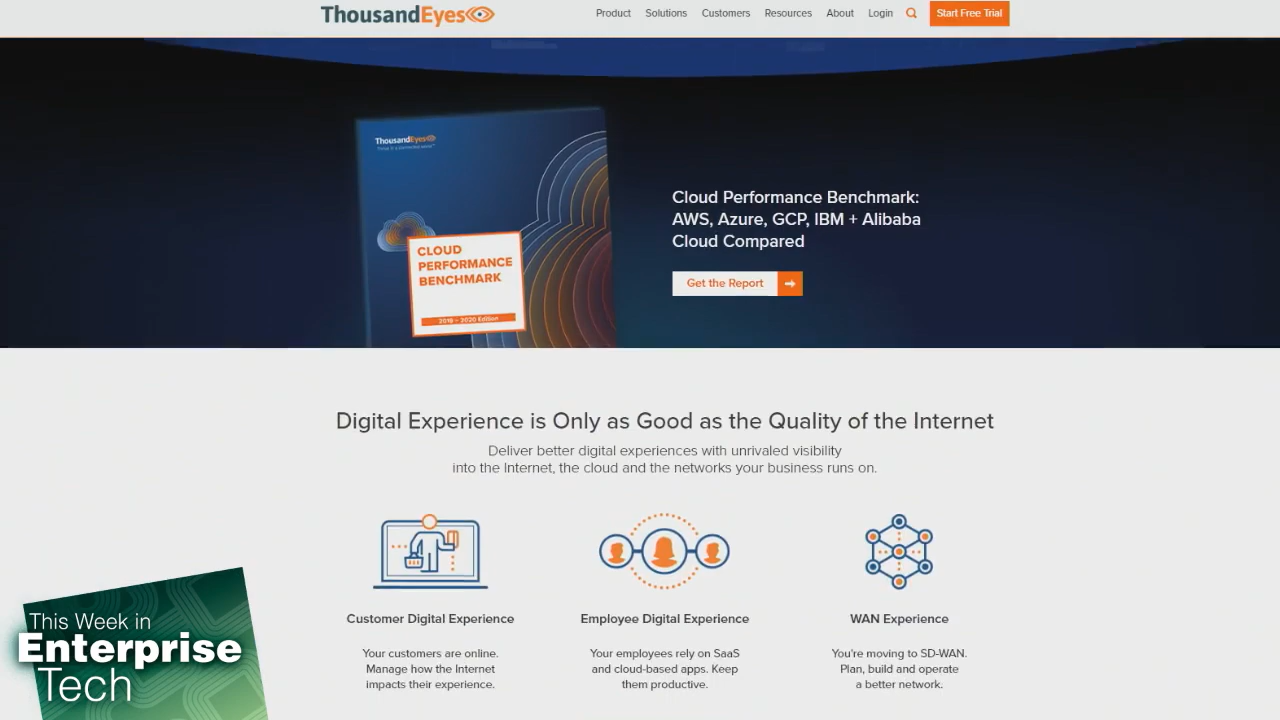 ThousandEyes
Product Solutions Customers Resources About Login Start Free Trial
ThousandEyes
CLOUD
PERFORMANCE
BENCHMARK
2019 – 2020 Edition
Cloud Performance Benchmark:
AWS, Azure, GCP, IBM + Alibaba
Cloud Compared
Get the Report
Digital Experience is Only as Good as the Quality of the Internet
Deliver better digital experiences with unrivaled visibility
into the Internet, the cloud and the networks your business runs on.
Customer Digital Experience
Your customers are online.
Manage how the Internet
impacts their experience.
Employee Digital Experience
Your employees rely on SaaS
and cloud-based apps. Keep
them productive.
WAN Experience
You're moving to SD-WAN.
Plan, build and operate
a better network.
This Week in
Enterprise
Tech